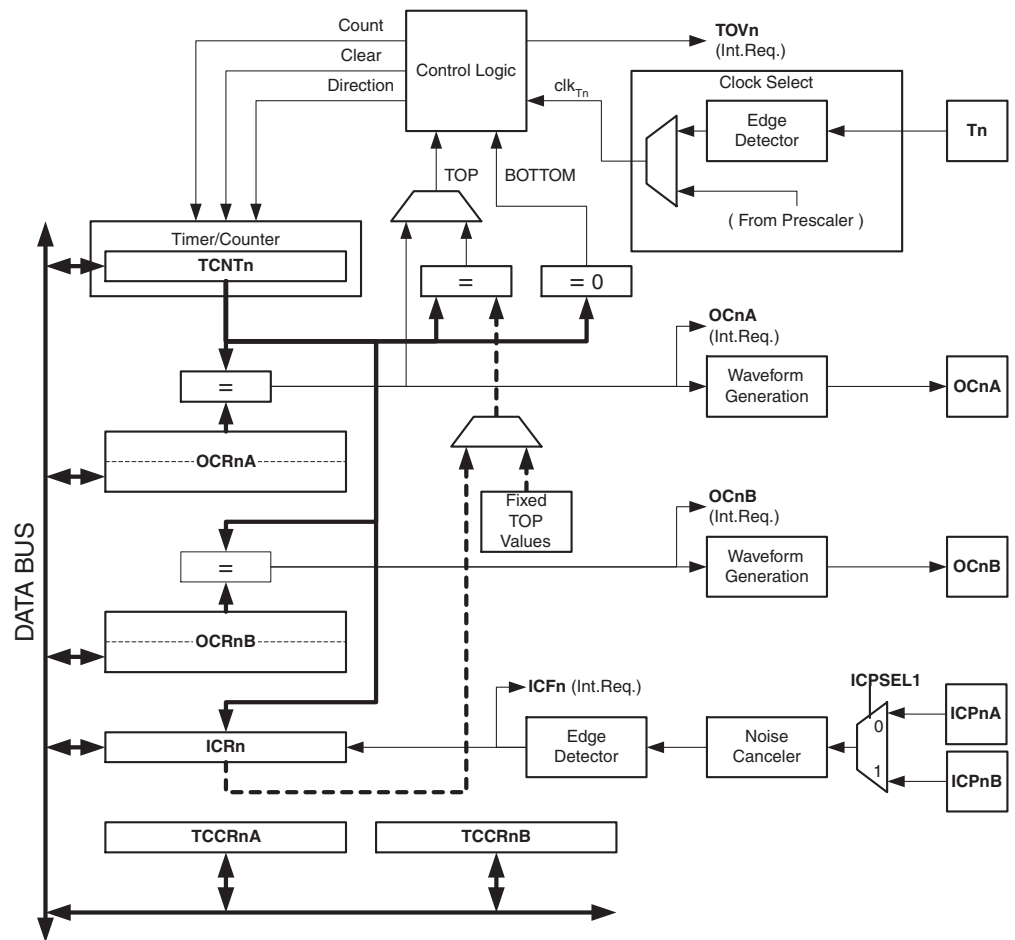 Count
Clear
Direction
Control Logic
TOVn
(Int.Req.)
clkTn
Clock Select
Edge
Detector
Tn
( From Prescaler )
TOP
BOTTOM
Timer/Counter
TCNTn
=
= 0
OCnA
(Int.Req.)
=
Waveform
Generation
OCnA
OCRnA
Fixed
TOP
Values
OCnB
(Int.Req.)
=
Waveform
Generation
OCnB
DATA BUS
OCRnB
ICFn (Int.Req.)
ICPSEL1
ICPnA
0
ICRn
Edge
Detector
Noise
Canceler
1
ICPnB
TCCRnA
TCCRnB